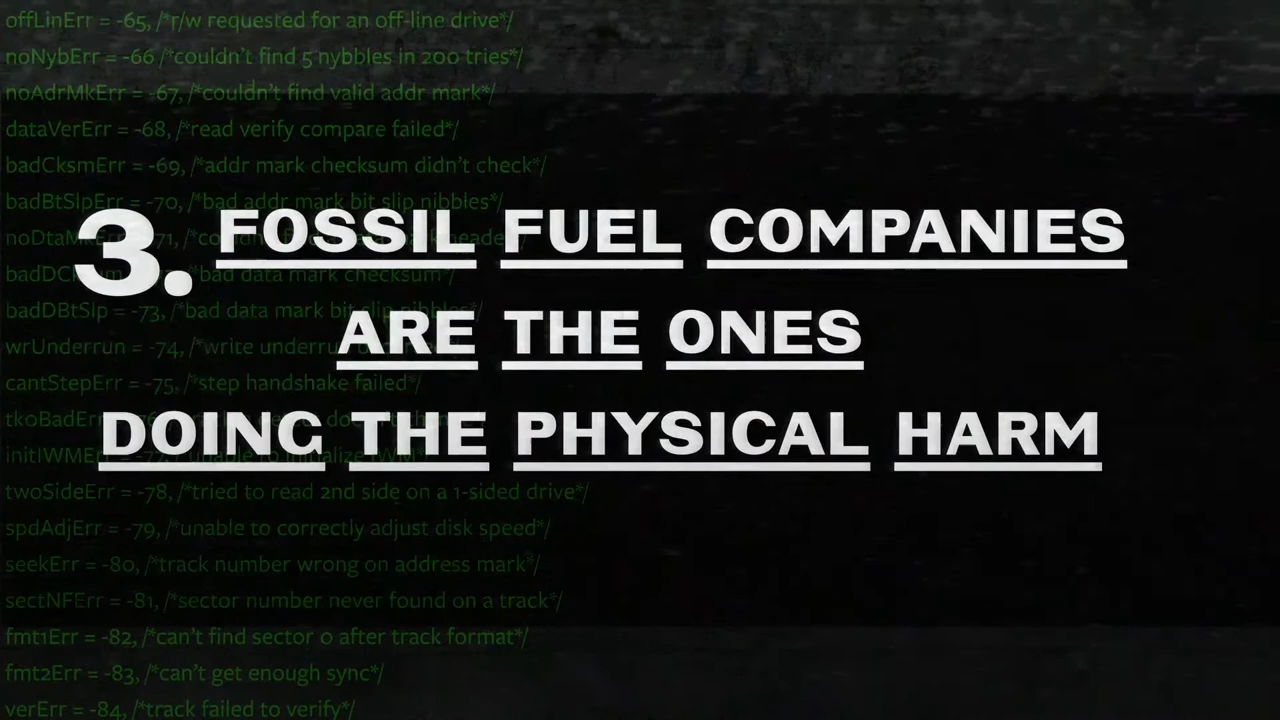 offLinErr = -65, /*r/w requested for an off-line drive*/
noNybErr = -66 /*couldn't find 5 nybbles in 200 tries*/
noAdrMkErr = -67, /*couldn't find valid addr mark*/
dataVerErr = -68, /*read verify compare failed*/
badCksmErr = -69, /*addr mark checksum didn't check*/
badBtSlpErr = -70, /*bad addr mark bit slip nibbles*/
3. FOSSIL FUEL COMPANIES
ARE THE ONES
DOING THE PHYSICAL HARM
/*bad data mark checksum*/
badDBtSlp = -73, /*bad data mark bit slip nibbles*/
wrUnderrun = -74, /*write
cantStepErr = -75, /*step handshake failed*/
twoSideErr = -78, /*tried to read 2nd side on a 1-sided drive*/
spdAdjErr = -79, /*unable to correctly adjust disk speed*/
seekErr = -80, /*track number wrong on address mark*/
sectNFErr = -81, /*sector number never found on a track*/
fmt1Err = -82, /*can't find sector 0 after track format*/
fmt2Err = -83, /*can't get enough sync*/
verErr = -84, /*track failed to verify*/